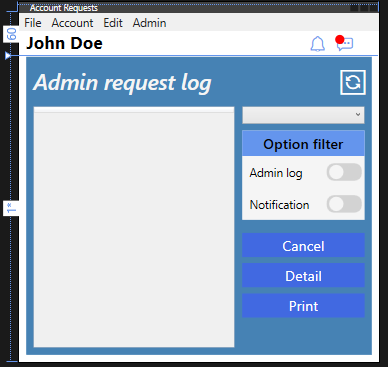 Account Requests
File Account Edit Admin
60
John Doe
Admin request log
Option filter
Admin log
1*
Notification
Cancel
Detail
Print